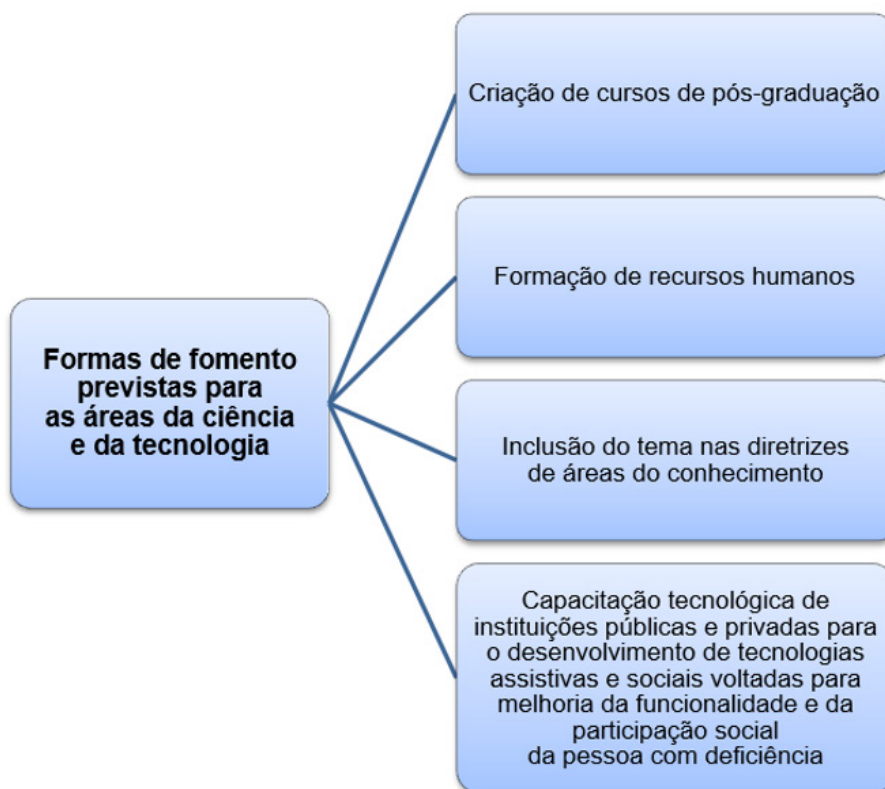 Formas de fomento
previstas para
as áreas da ciência
e da tecnologia
Criação de cursos de pós-graduação
Formação de recursos humanos
Inclusão do tema nas diretrizes
de áreas do conhecimento
Capacitação tecnológica de
instituições públicas e privadas para
o desenvolvimento de tecnologias
assistivas e sociais voltadas para
melhoria da funcionalidade e da
participação social
da pessoa com deficiência